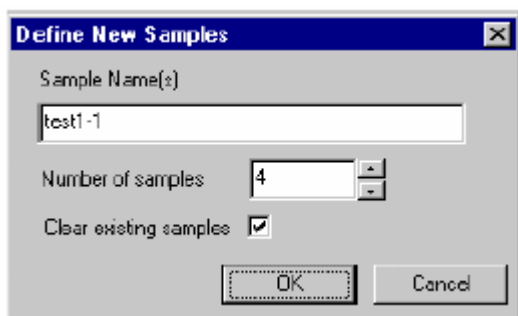 Define New Samples
Sample Name(s)
test1-1
Number of samples 4
Clear existing samples
OK Cancel